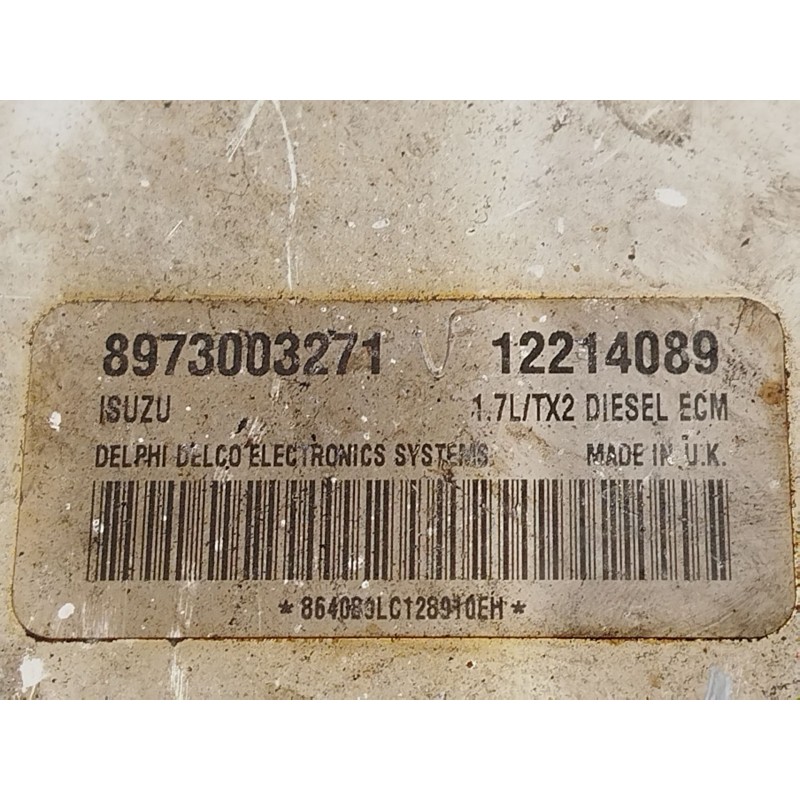 8973003271 12214089
ISUZU 1.7L/TX2 DIESEL ECM
DELPHI DELCO ELECTRONICS SYSTEMS. MADE IN U.K.